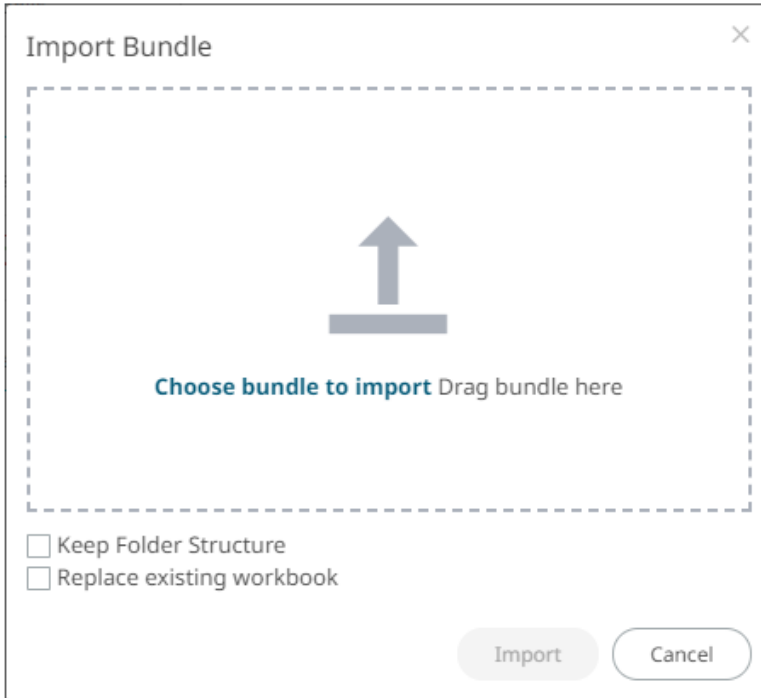 Import Bundle
Choose bundle to import Drag bundle here
Keep Folder Structure
Replace existing workbook
Import Cancel